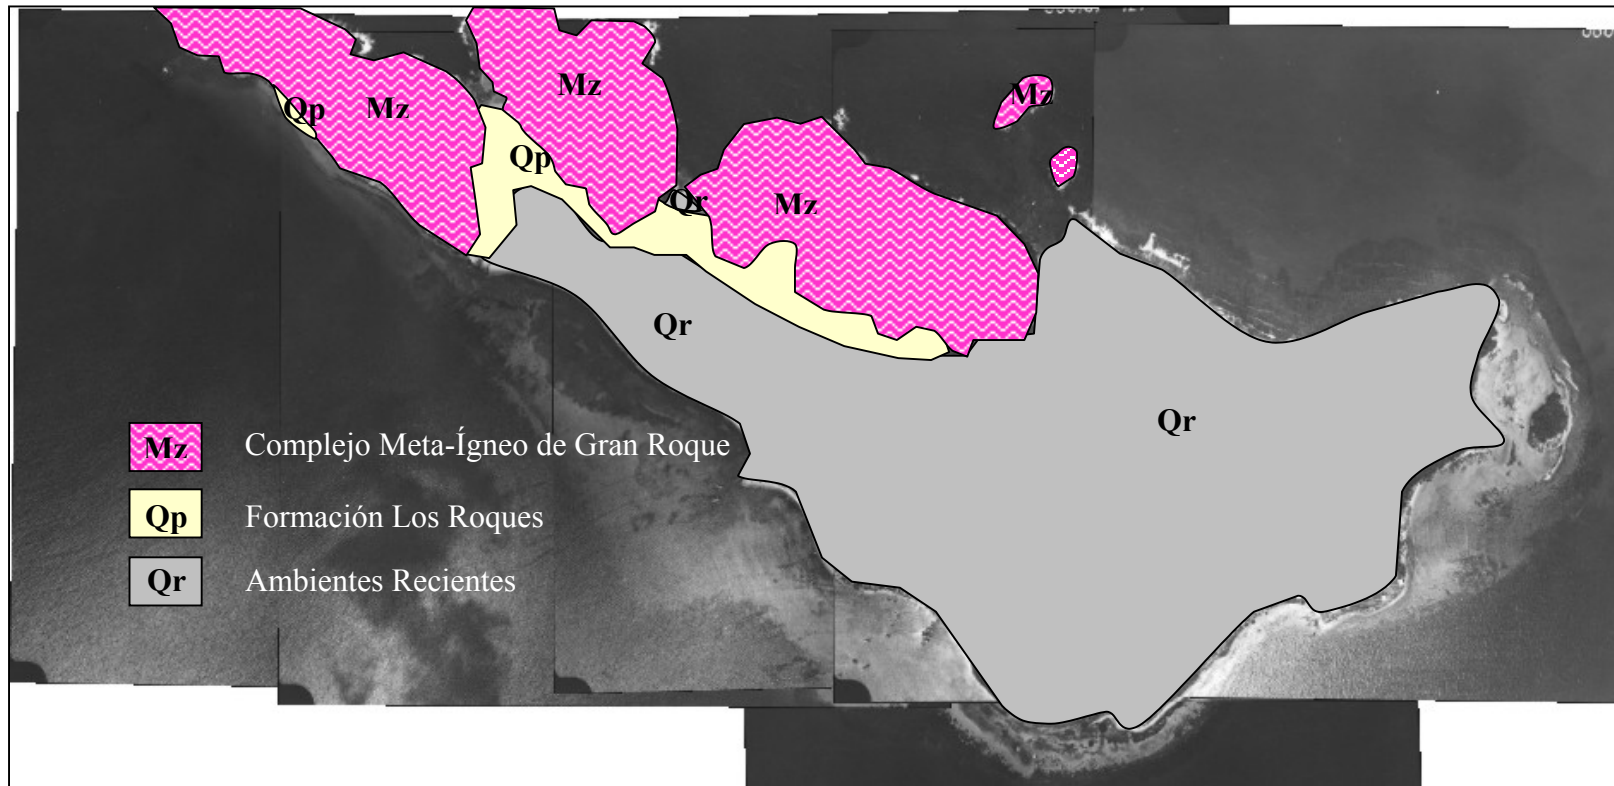 Mz
Mz
Mz
Qp
Qp
Qr
Mz
Qr
Qr
Mz Complejo Meta-Ígneo de Gran Roque
Qp Formación Los Roques
Qr Ambientes Recientes